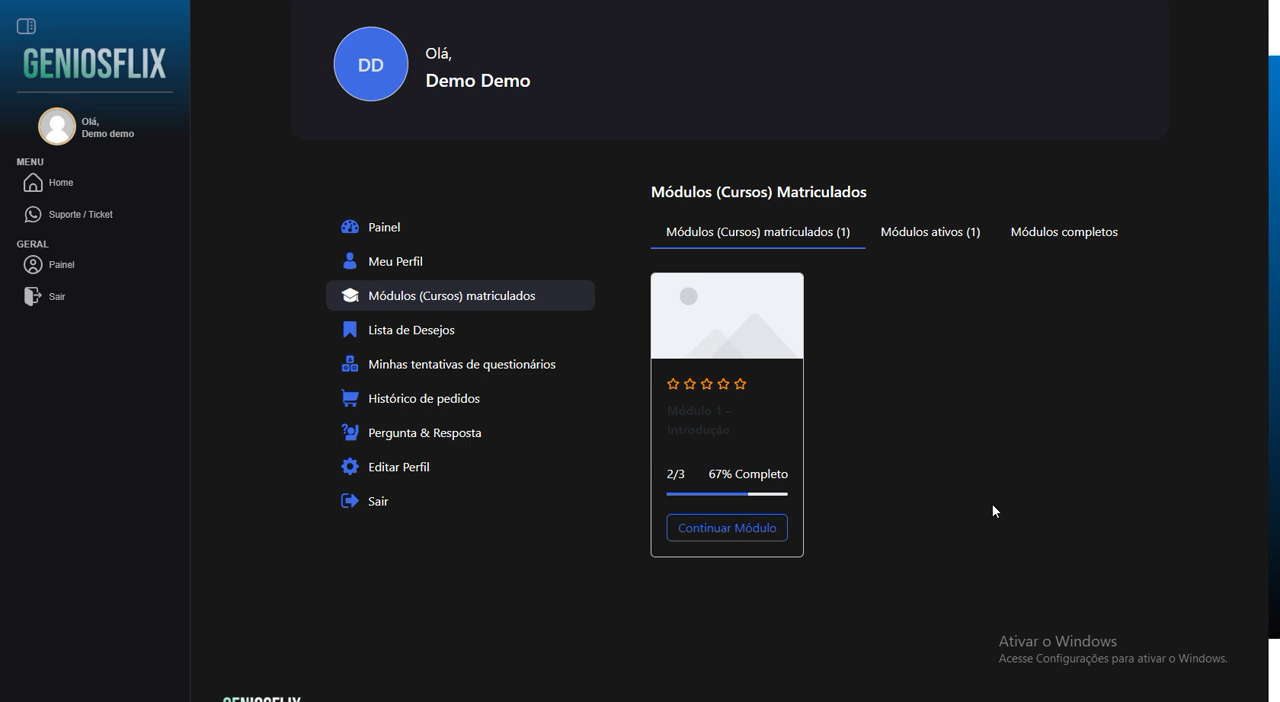 GENIOSFLIX
Olá,
Demo demo
MENU
Home
Suporte / Ticket
GERAL
Painel
Sair
DD
Olá,
Demo Demo
Painel
Meu Perfil
Módulos (Cursos) matriculados
Lista de Desejos
Minhas tentativas de questionários
Histórico de pedidos
Pergunta & Resposta
Editar Perfil
Sair
Módulos (Cursos) Matriculados
Módulos (Cursos) matriculados (1) Módulos ativos (1) Módulos completos
Módulo 1 –
Introdução
2/3 67% Completo
Continuar Módulo
Ativar o Windows
Acesse Configurações para ativar o Windows.
GENIOSFLIX